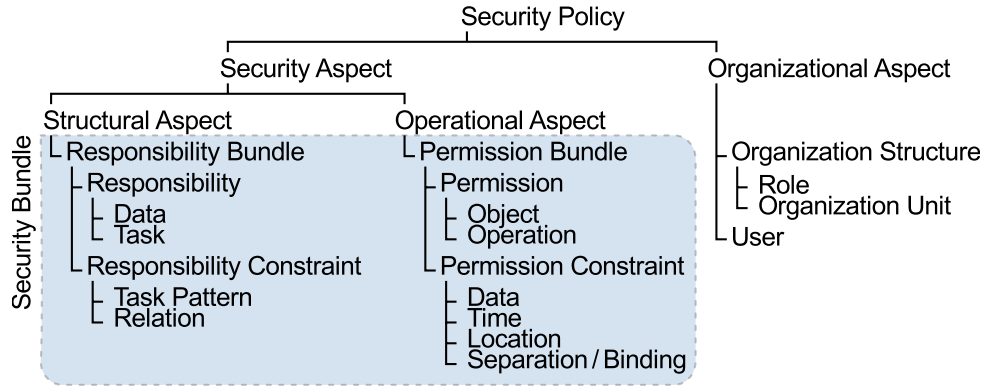 Security Policy
Security Aspect
Organizational Aspect
Structural Aspect
Operational Aspect
Security Bundle
Responsibility Bundle
Responsibility
Data
Task
Responsibility Constraint
Task Pattern
Relation
Permission Bundle
Permission
Object
Operation
Permission Constraint
Data
Time
Location
Separation / Binding
Organization Structure
Role
Organization Unit
User